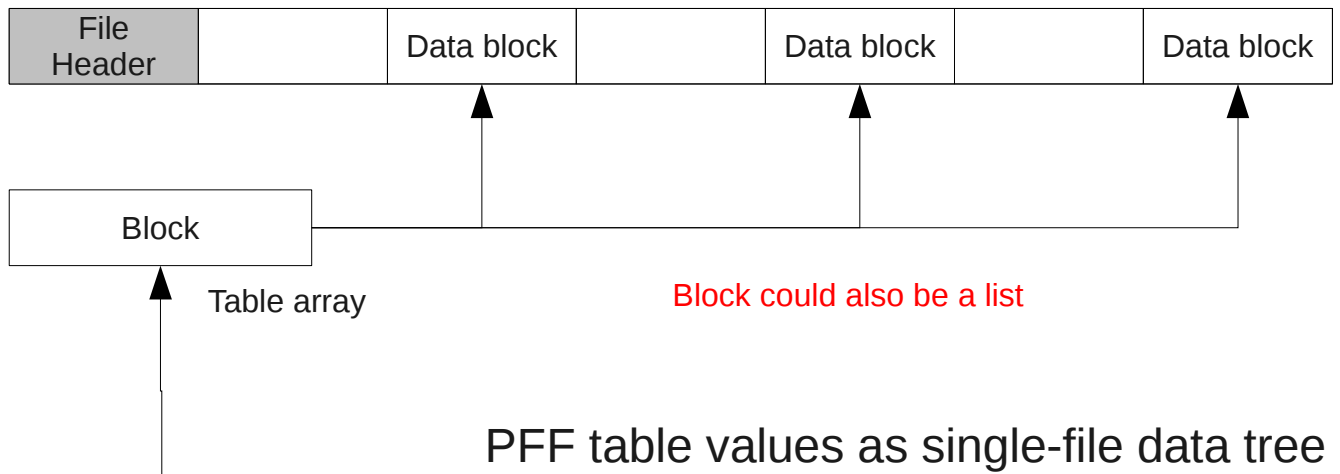 File
Header
Data block
Data block
Data block
Block
Table array
Block could also be a list
PFF table values as single-file data tree